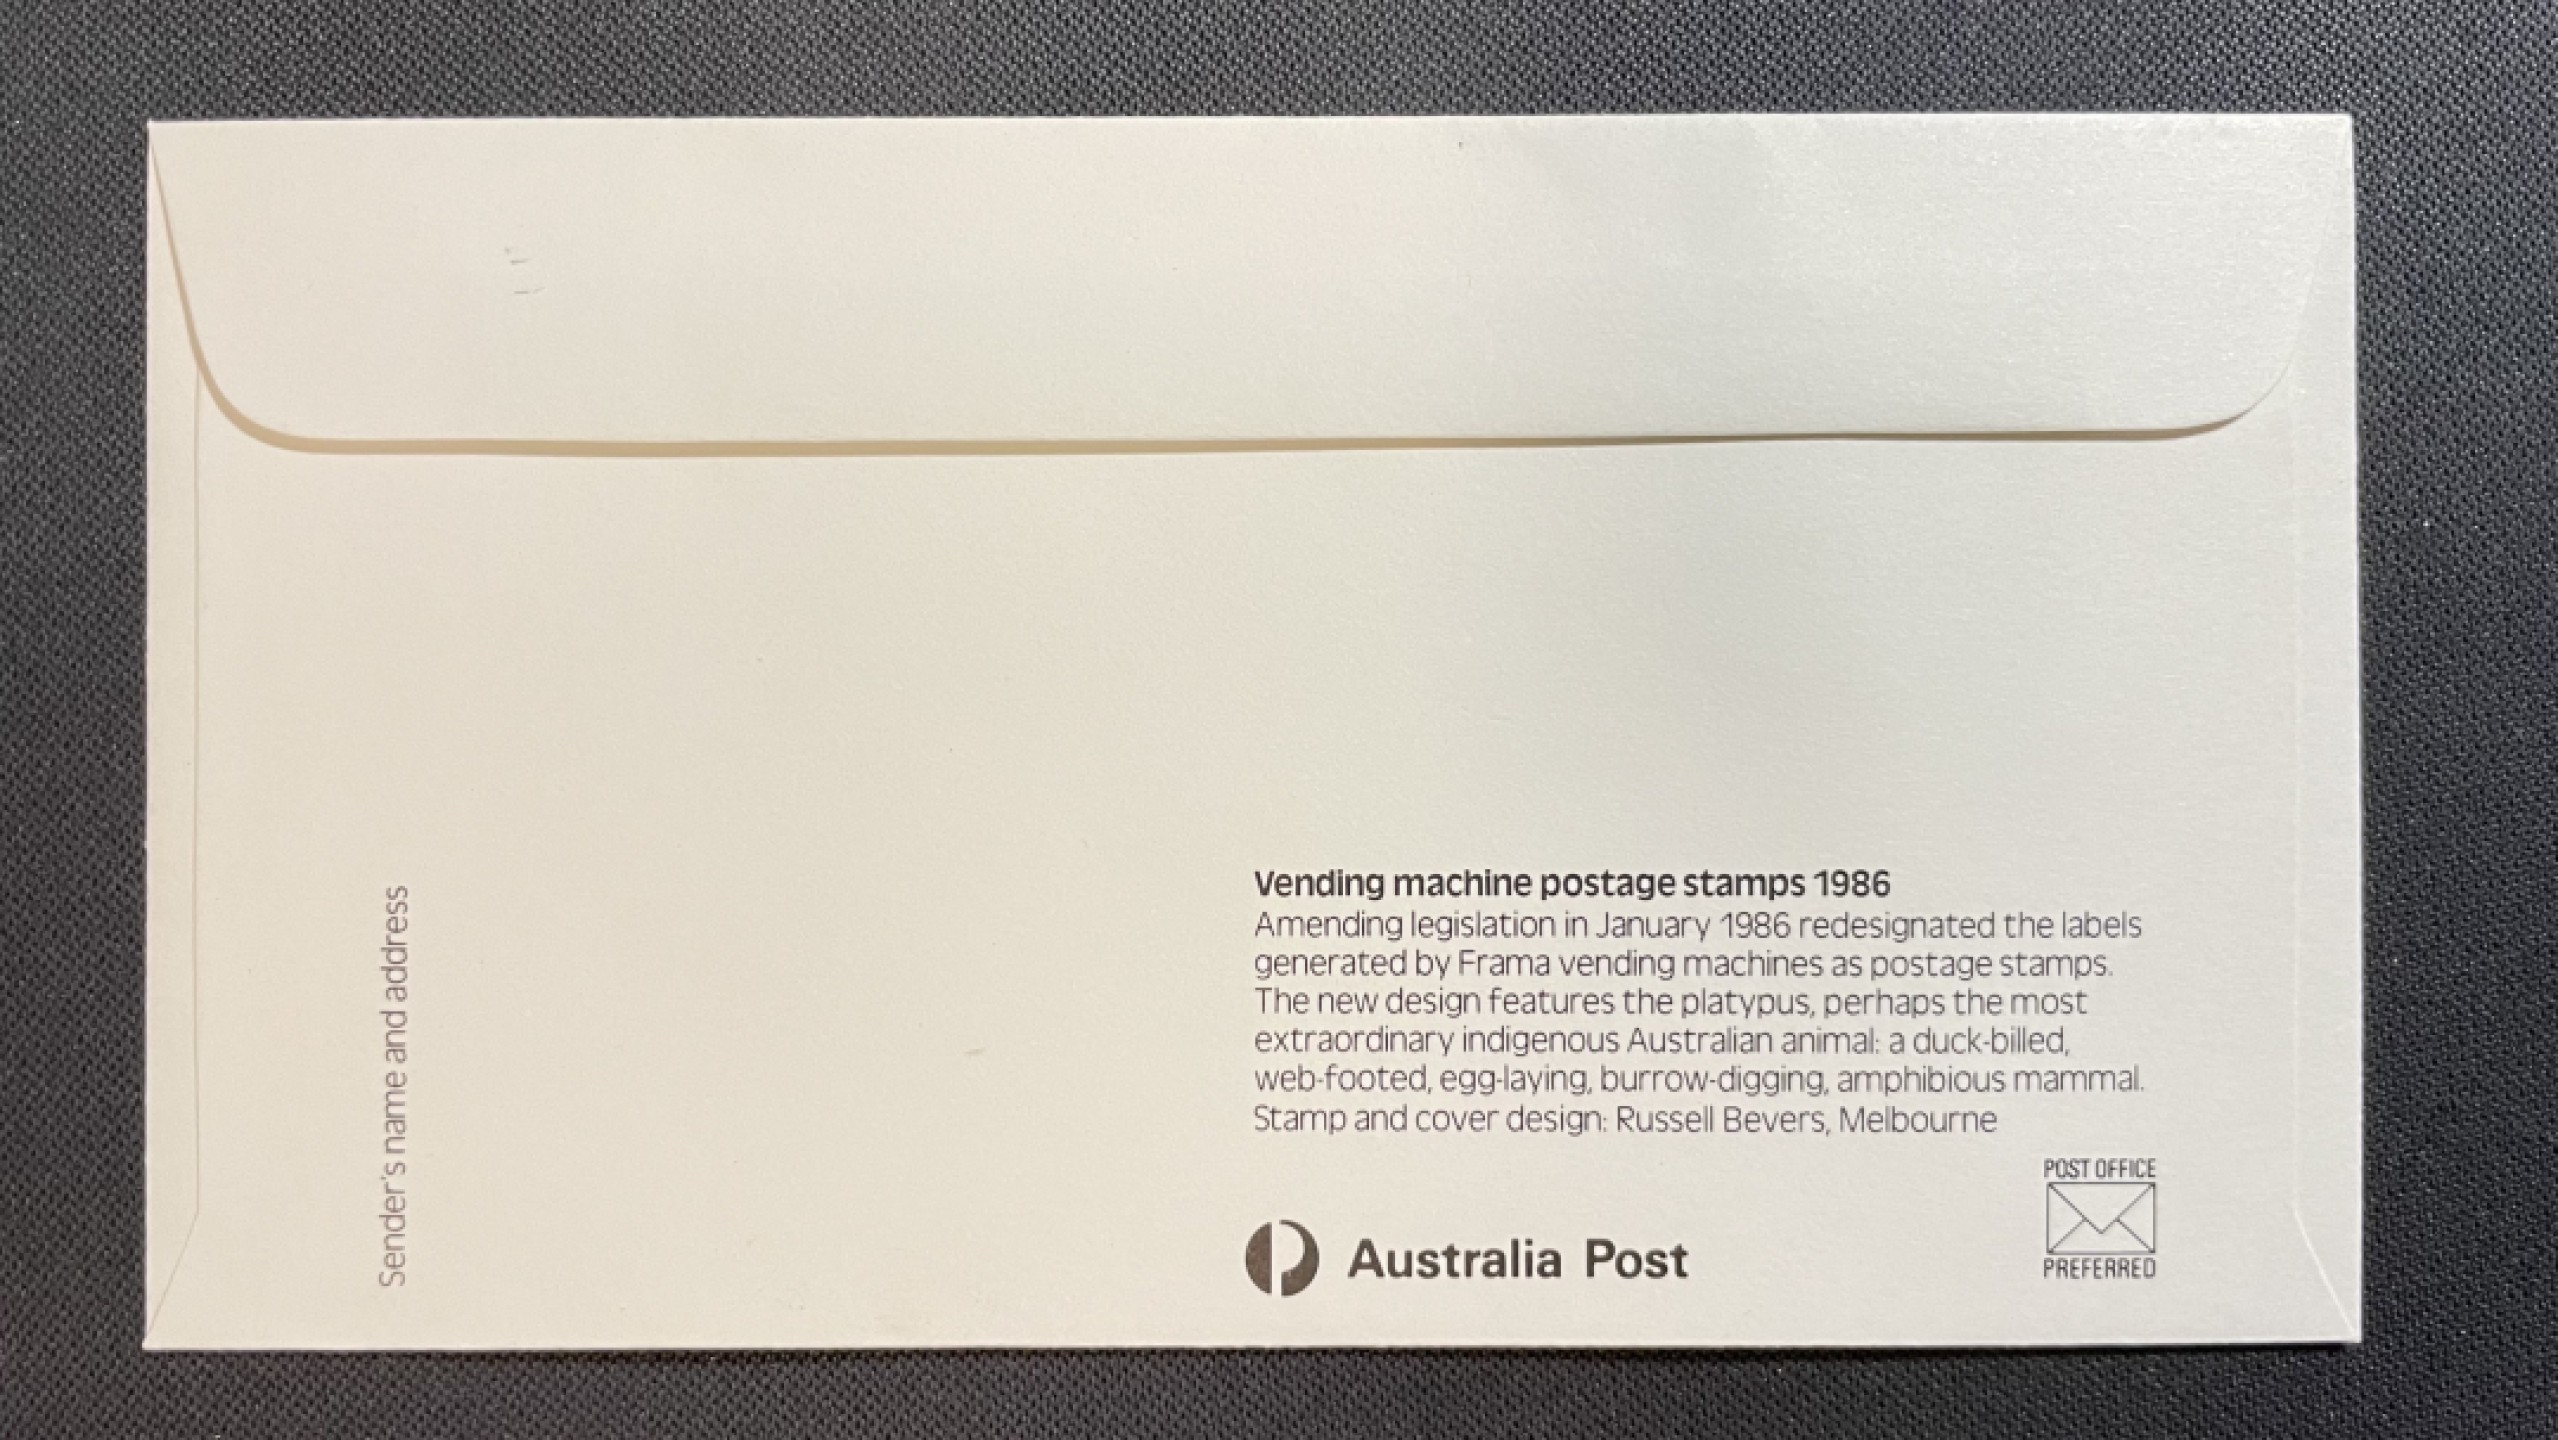 Sender's name and address
Vending machine postage stamps 1986
Amending legislation in January 1986 redesignated the labels
generated by Frama vending machines as postage stamps.
The new design features the platypus, perhaps the most
extraordinary indigenous Australian animal: a duck-billed,
web-footed, egg-laying, burrow-digging, amphibious mammal.
Stamp and cover design: Russell Bevers, Melbourne
Australia Post
POST OFFICE
PREFERRED